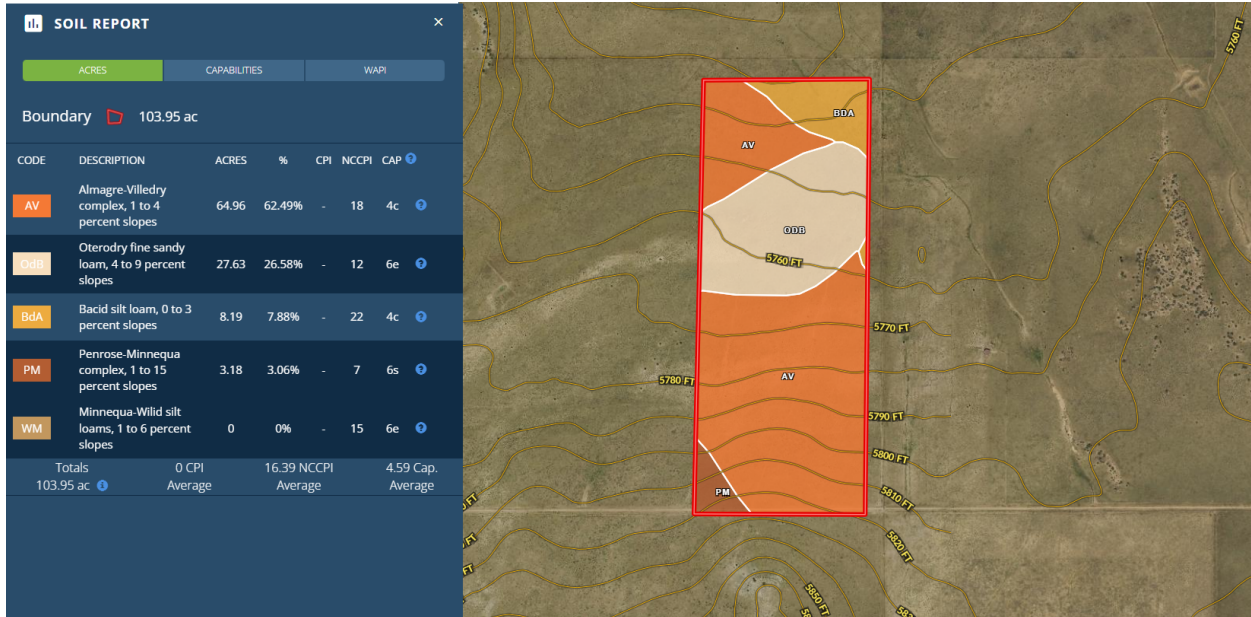 SOIL REPORT ×
ACRES CAPABILITIES WAPI
Boundary 103.95 ac
CODE DESCRIPTION ACRES % CPI NCCPI CAP ?
AV Almagre-Villedry complex, 1 to 4 percent slopes 64.96 62.49% - 18 4c ?
OdB Oterodry fine sandy loam, 4 to 9 percent slopes 27.63 26.58% - 12 6e ?
BdA Bacid silt loam, 0 to 3 percent slopes 8.19 7.88% - 22 4c ?
PM Penrose-Minnequa complex, 1 to 15 percent slopes 3.18 3.06% - 7 6s ?
WM Minnequa-Wilid silt loams, 1 to 6 percent slopes 0 0% - 15 6e ?
Totals 0 CPI 16.39 NCCPI 4.59 Cap.
103.95 ac i Average Average Average
5760 FT
BDA
AV
ODB
5760 FT
5770 FT
AV
5780 FT
5790 FT
5800 FT
PM
5810 FT
FT
5820 FT
FT
5850 FT